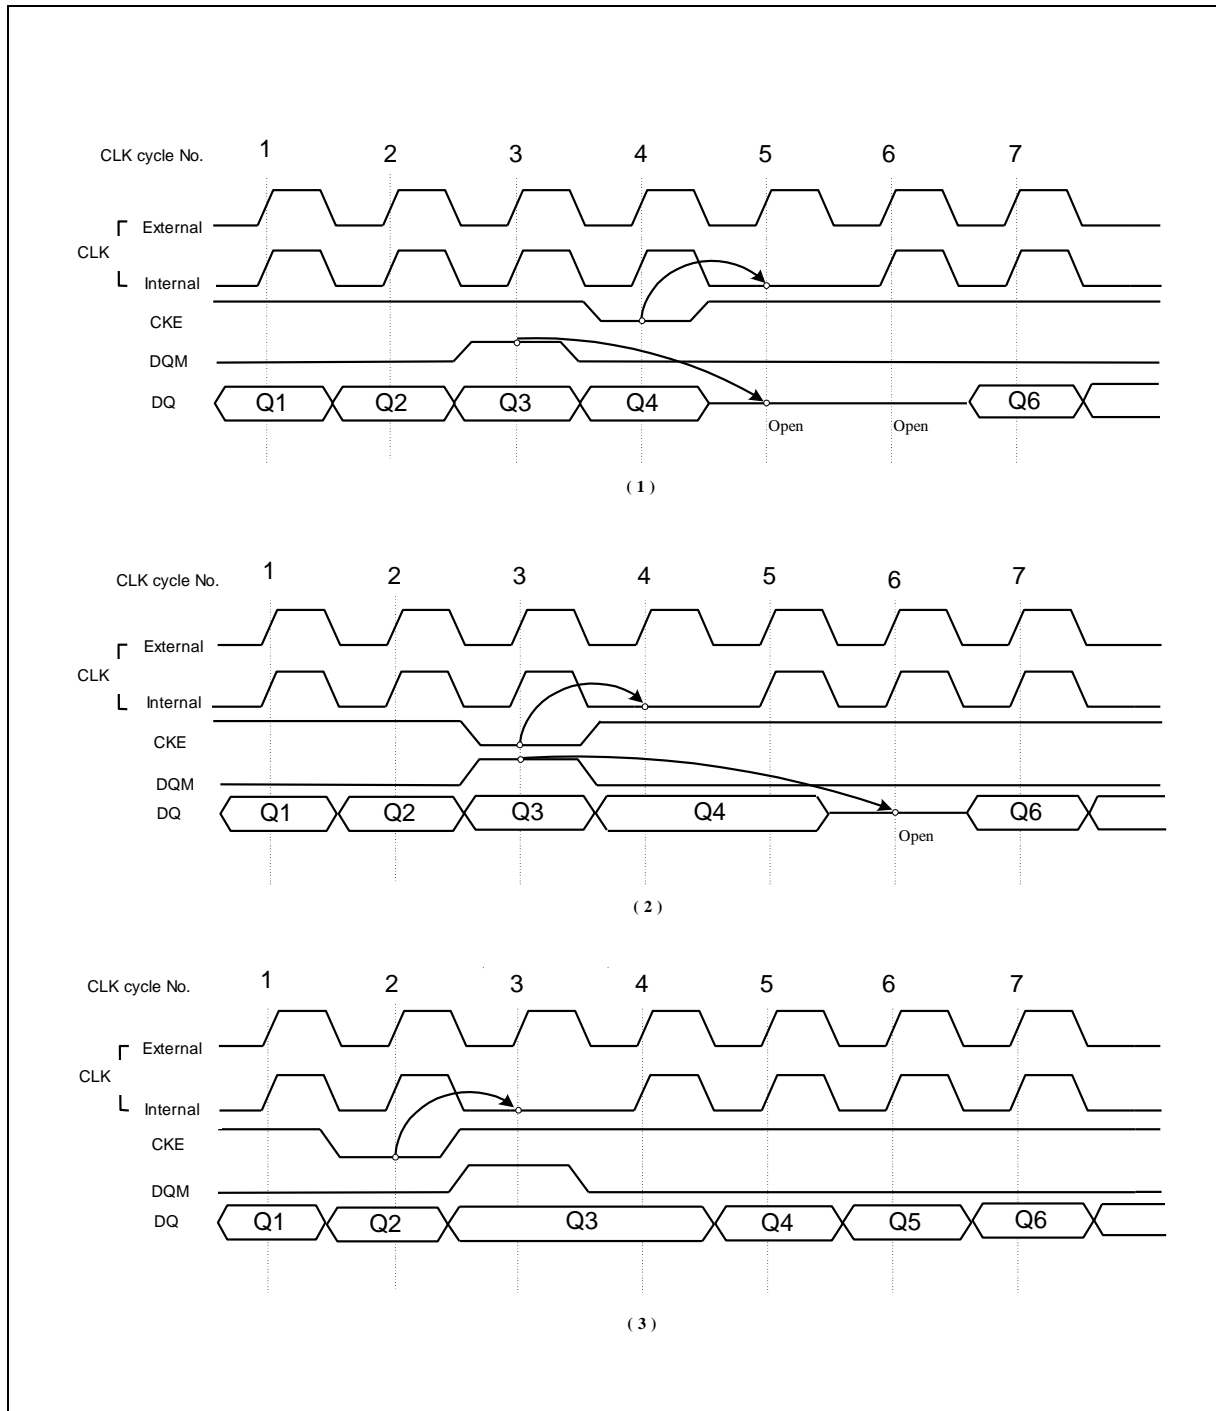 CLK cycle No. 1 2 3 4 5 6 7
External
CLK
Internal
CKE
DQM
DQ Q1 Q2 Q3 Q4 Q6
Open Open
( 1 )
CLK cycle No. 1 2 3 4 5 6 7
External
CLK
Internal
CKE
DQM
DQ Q1 Q2 Q3 Q4 Q6
Open
( 2 )
CLK cycle No. 1 2 3 4 5 6 7
External
CLK
Internal
CKE
DQM
DQ Q1 Q2 Q3 Q4 Q5 Q6
( 3 )